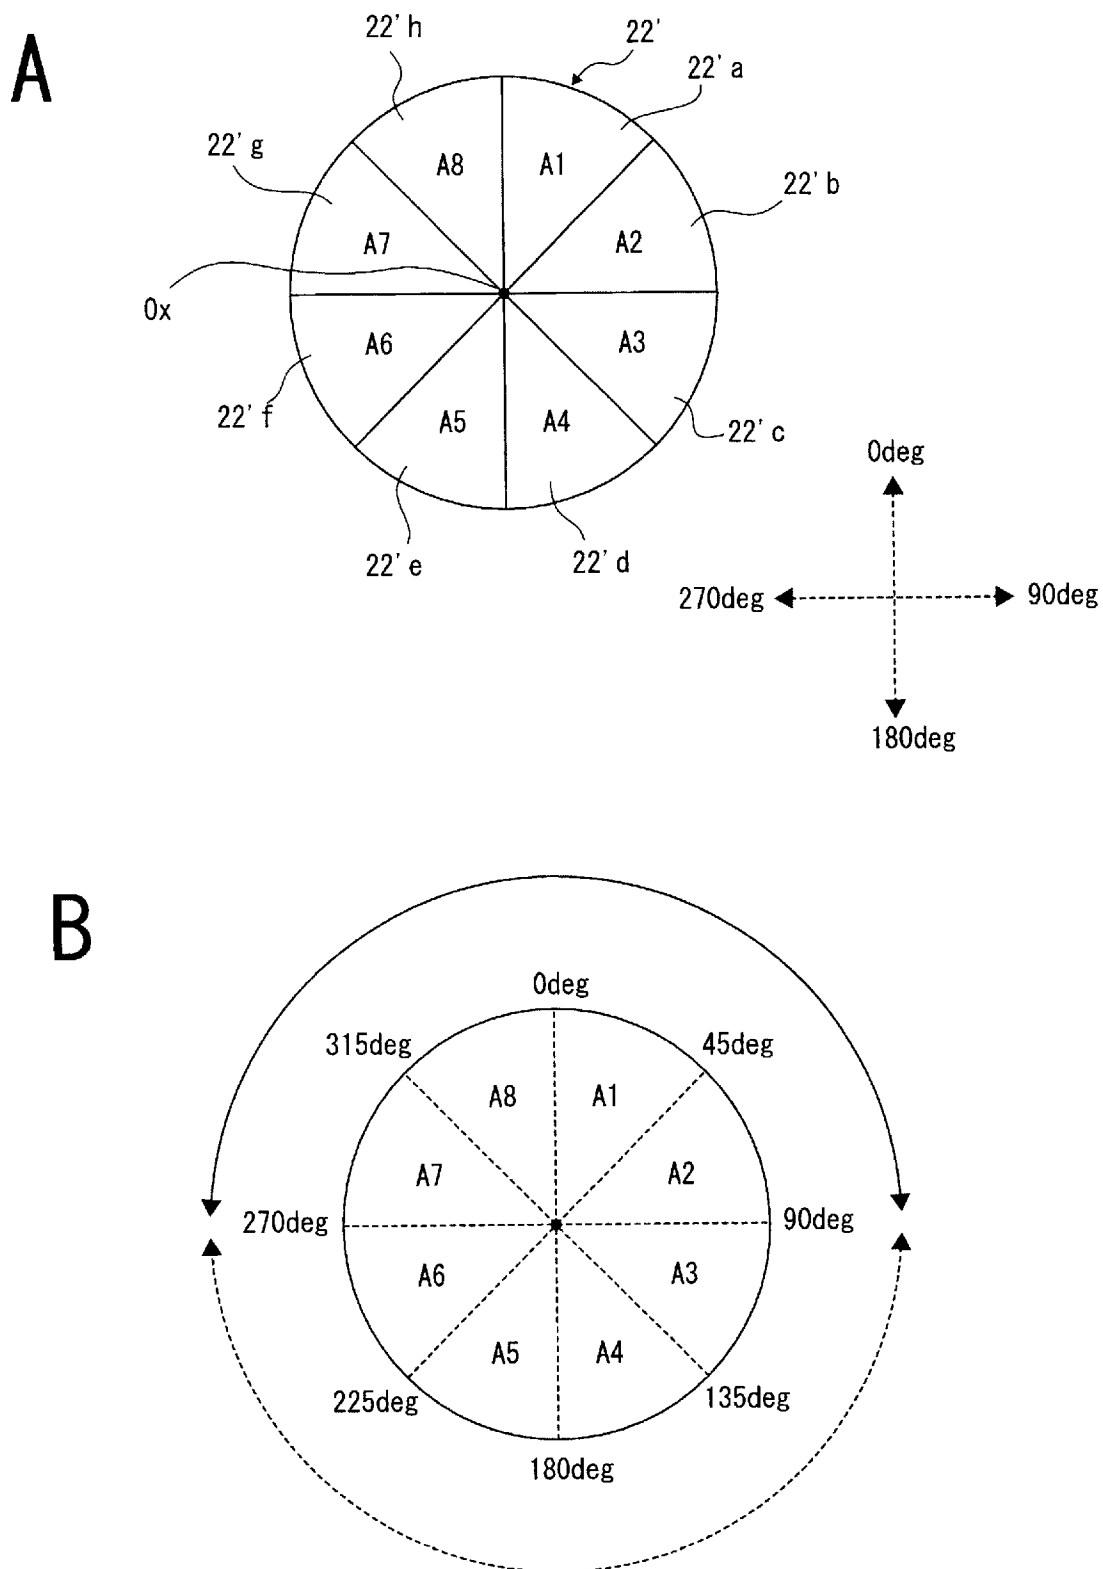 A
22'h
22'
22'a
22'g
A8
A1
22'b
A7
A2
0x
A6
A3
22'f
A5
A4
22'c
22'e
22'd
0deg
270deg
90deg
180deg
B
0deg
315deg
45deg
A8
A1
A7
A2
270deg
90deg
A6
A3
A5
A4
225deg
135deg
180deg